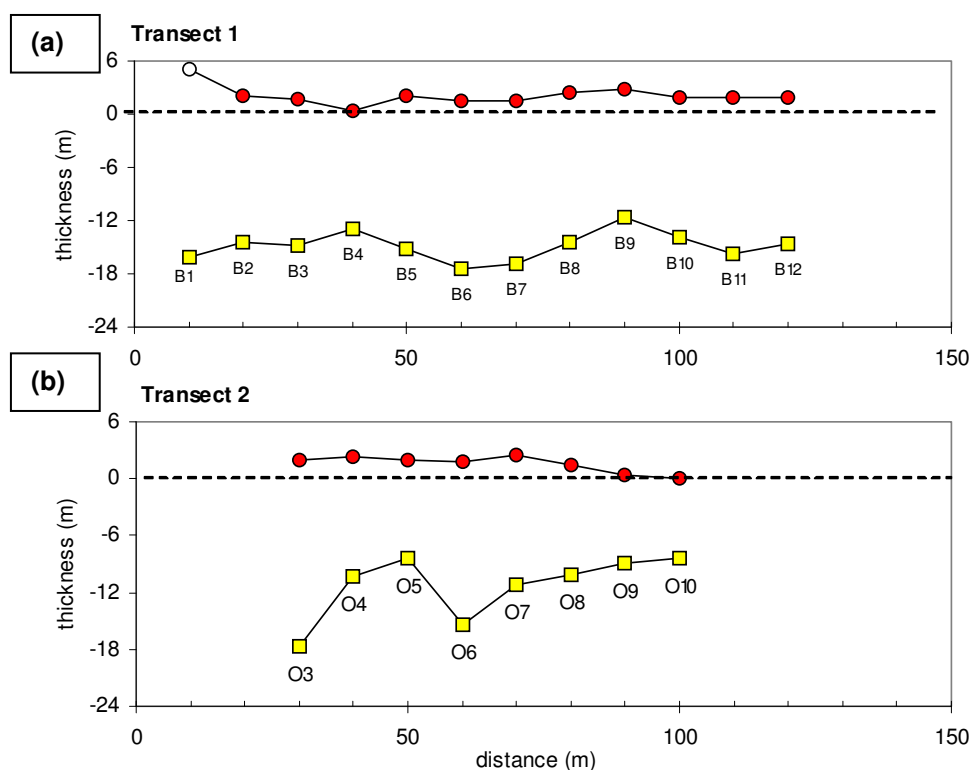 (a)
Transect 1
6
0
-6
-12
-18
-24
thickness (m)
B1 B2 B3 B4 B5 B6 B7 B8 B9 B10 B11 B12
0 50 100 150
(b)
Transect 2
6
0
-6
-12
-18
-24
thickness (m)
O3 O4 O5 O6 O7 O8 O9 O10
0 50 100 150
distance (m)